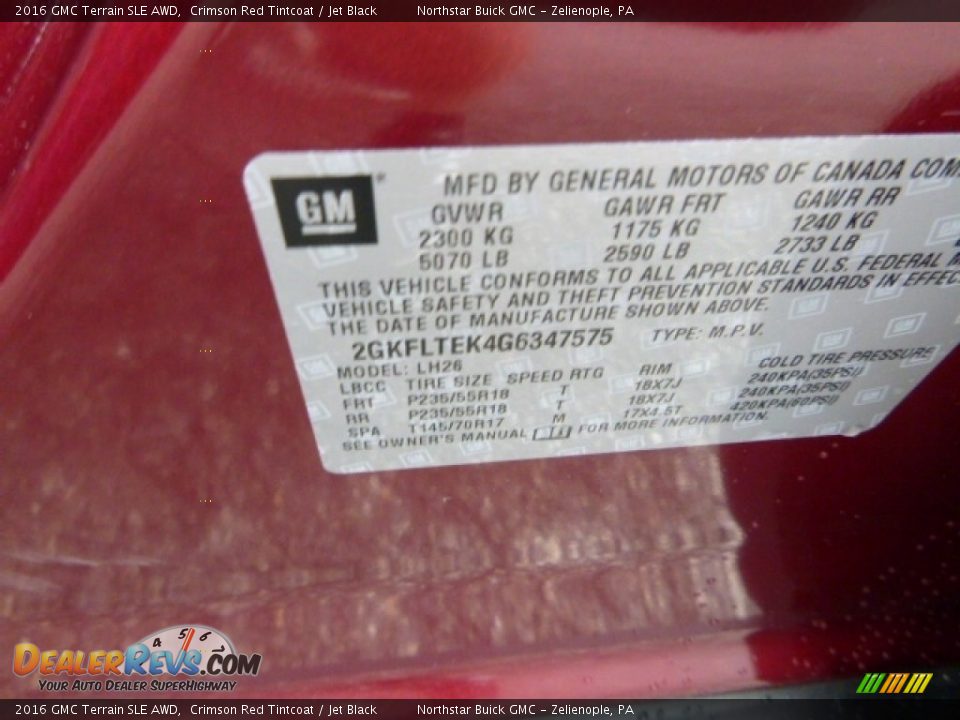 2016 GMC Terrain SLE AWD, Crimson Red Tintcoat / Jet Black Northstar Buick GMC - Zelienople, PA
GM
MFD BY GENERAL MOTORS OF CANADA COM
GVWR GAWR FRT GAWR RR
2300 KG 1175 KG 1240 KG
5070 LB 2590 LB 2733 LB
THIS VEHICLE CONFORMS TO ALL APPLICABLE U.S. FEDERAL M
VEHICLE SAFETY AND THEFT PREVENTION STANDARDS IN EFFEC
THE DATE OF MANUFACTURE SHOWN ABOVE.
2GKFLTEK4G6347575 TYPE: M.P.V.
MODEL: LH26
LBCC TIRE SIZE SPEED RTG RIM COLD TIRE PRESSURE
FRT P235/55R18 T 18X7J 240KPA(35PSI)
RR P235/55R18 T 18X7J 240KPA(35PSI)
SPA T145/70R17 M 17X4.5T 420KPA(60PSI)
SEE OWNER'S MANUAL FOR MORE INFORMATION.
4 5 6
DEALERREVS.COM
YOUR AUTO DEALER SUPERHIGHWAY
2016 GMC Terrain SLE AWD, Crimson Red Tintcoat / Jet Black Northstar Buick GMC - Zelienople, PA